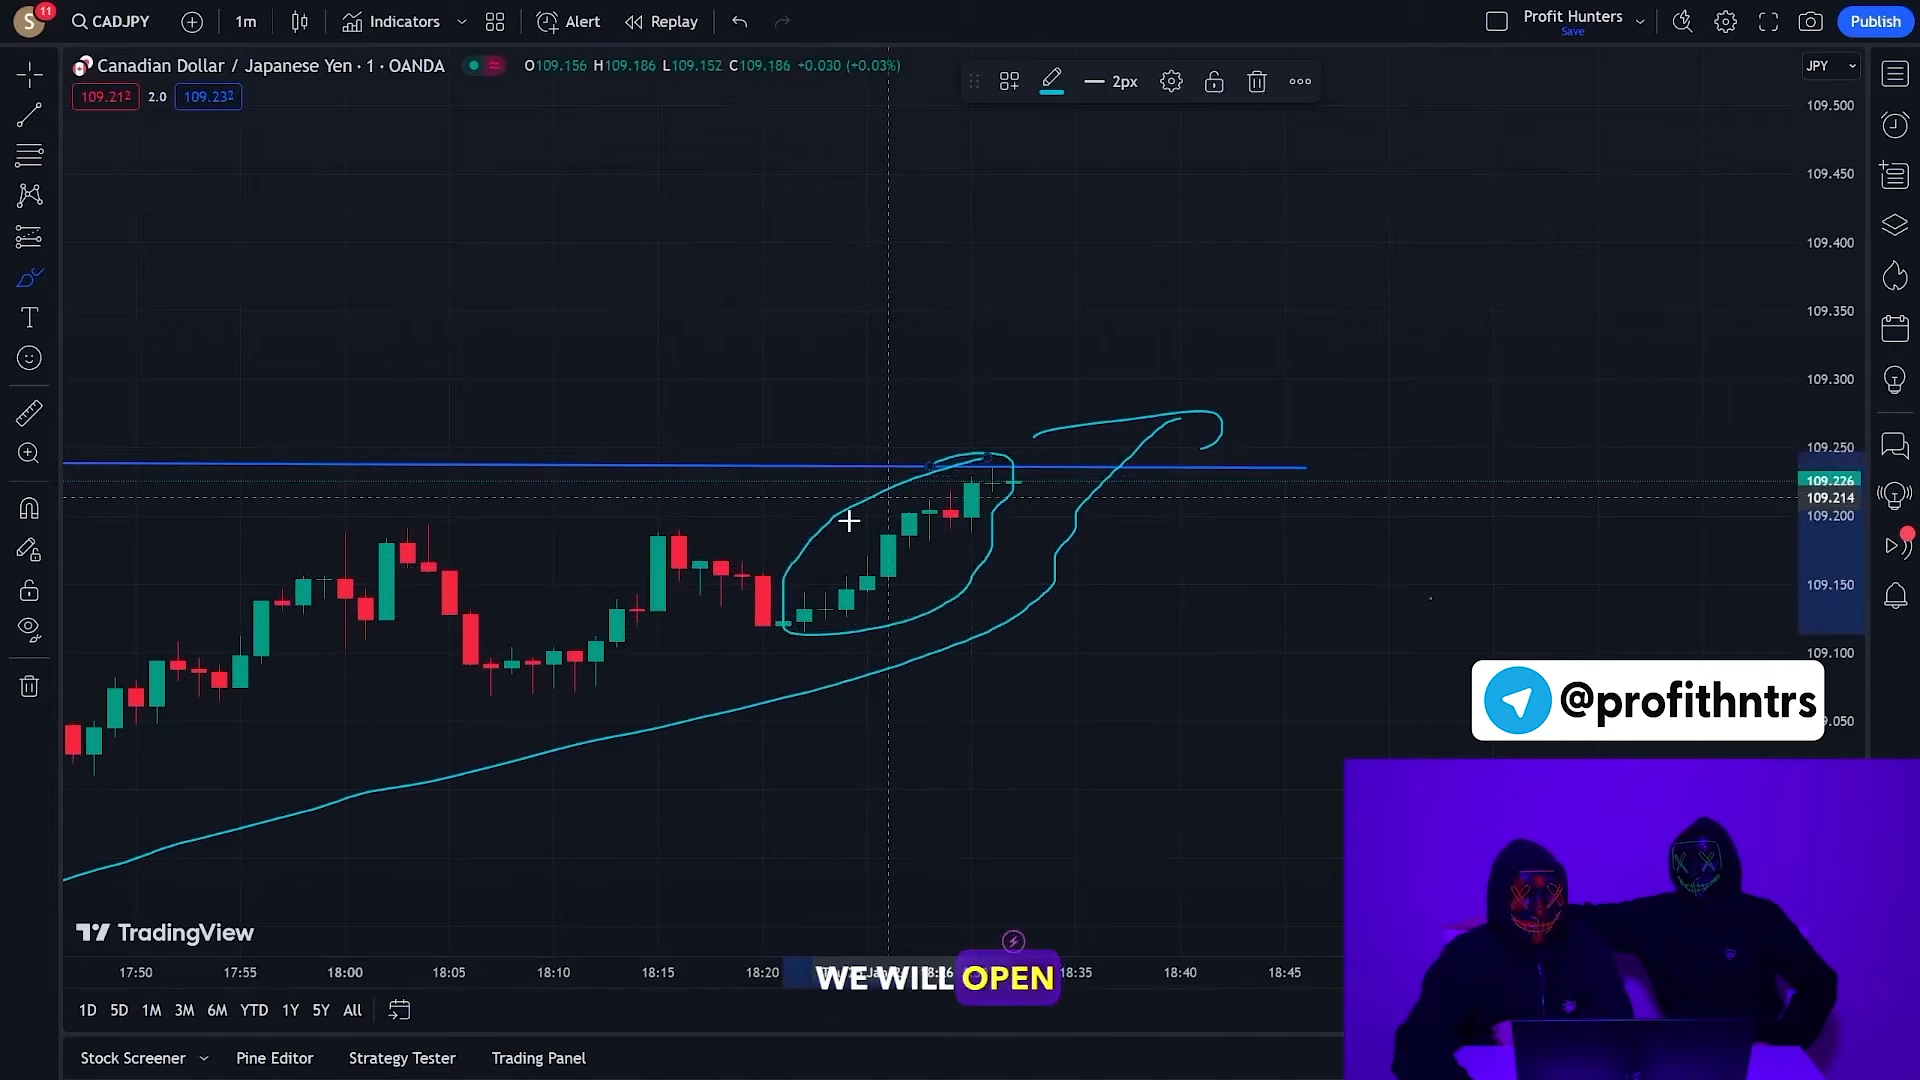 S 11 CADJPY 1m Indicators Alert Replay Profit Hunters Publish
Save
Canadian Dollar / Japanese Yen · 1 · OANDA O109.156 H109.186 L109.152 C109.186 +0.030 (+0.03%) JPY
109.212 2.0 109.232 2px
109.500
109.450
109.400
109.350
109.300
109.250
109.226
109.214
109.200
109.150
109.100
@profithntrs
9.050
TradingView
17:50 17:55 18:00 18:05 18:10 18:15 18:20 18:35 18:40 18:45
WE WILL OPEN
1D 5D 1M 3M 6M YTD 1Y 5Y All
Stock Screener Pine Editor Strategy Tester Trading Panel